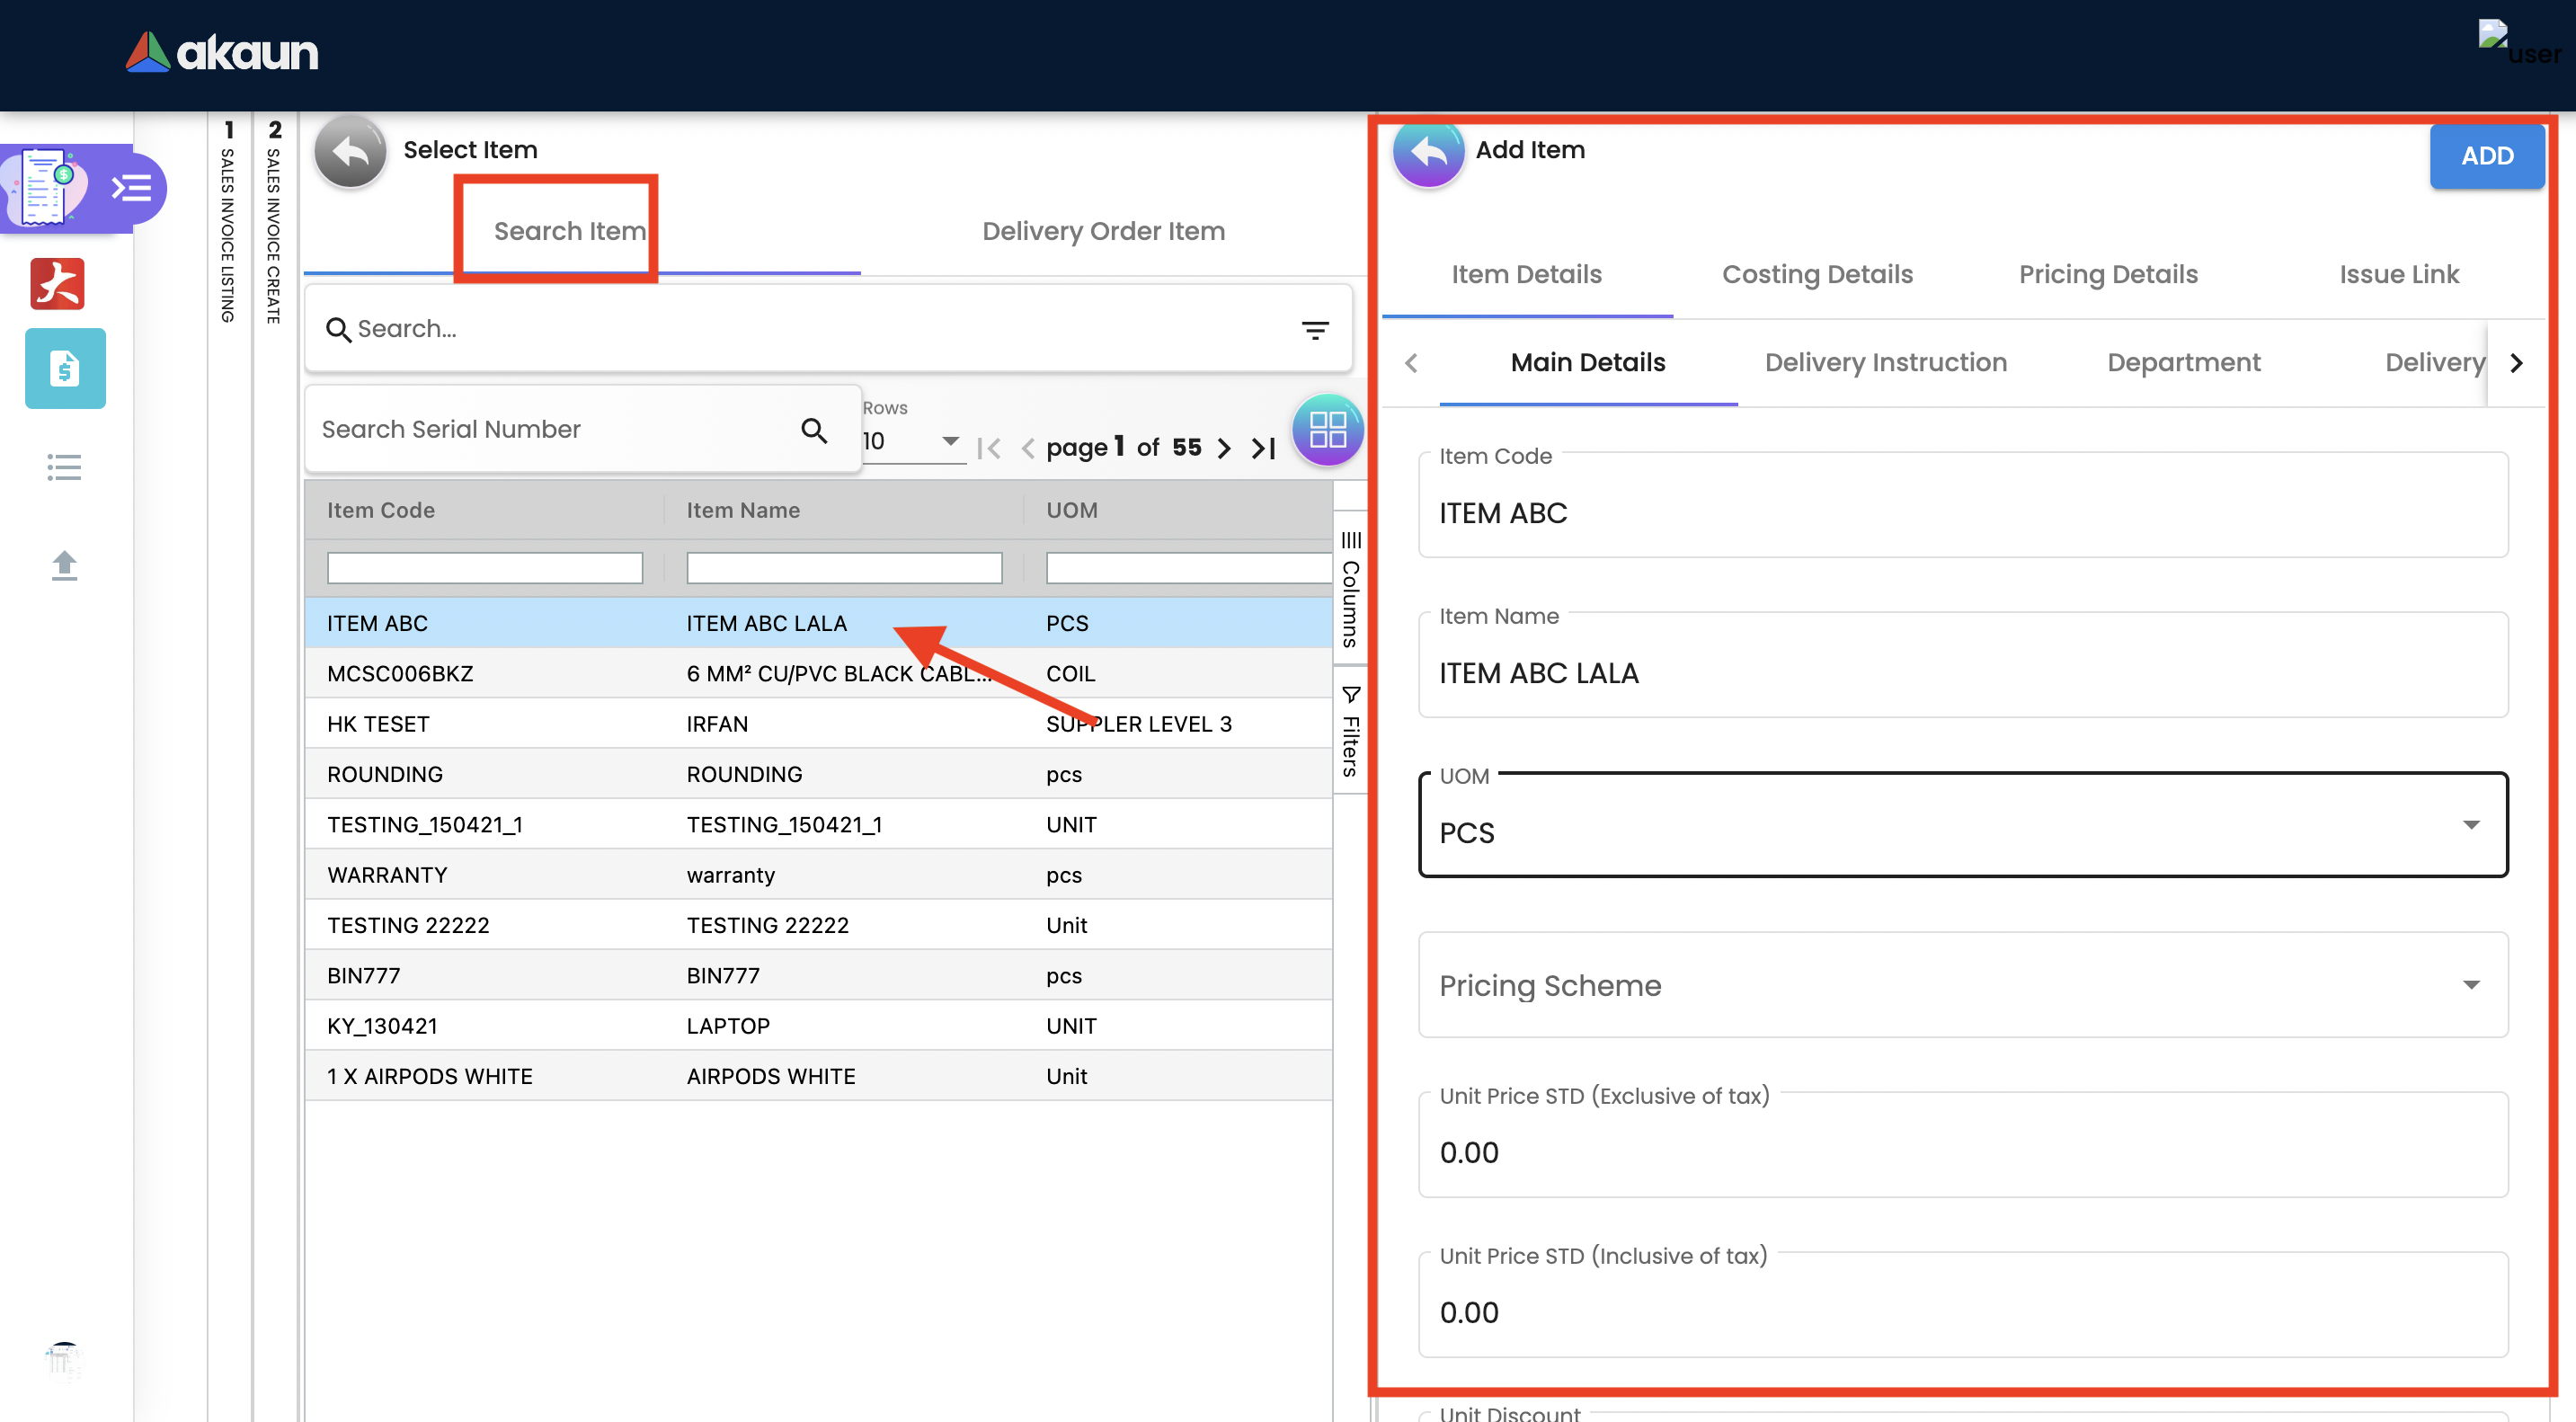 akaun
user
1 SALES INVOICE LISTING
2 SALES INVOICE CREATE
Select Item
Search Item
Delivery Order Item
Search...
Search Serial Number
Rows
10
page 1 of 55
Item Code Item Name UOM
ITEM ABC ITEM ABC LALA PCS
MCSC006BKZ 6 MM² CU/PVC BLACK CABL... COIL
HK TESET IRFAN SUPPLER LEVEL 3
ROUNDING ROUNDING pcs
TESTING_150421_1 TESTING_150421_1 UNIT
WARRANTY warranty pcs
TESTING 22222 TESTING 22222 Unit
BIN777 BIN777 pcs
KY_130421 LAPTOP UNIT
1 X AIRPODS WHITE AIRPODS WHITE Unit
Columns
Filters
Add Item
ADD
Item Details Costing Details Pricing Details Issue Link
Main Details Delivery Instruction Department Delivery
Item Code
ITEM ABC
Item Name
ITEM ABC LALA
UOM
PCS
Pricing Scheme
Unit Price STD (Exclusive of tax)
0.00
Unit Price STD (Inclusive of tax)
0.00
Unit Discount